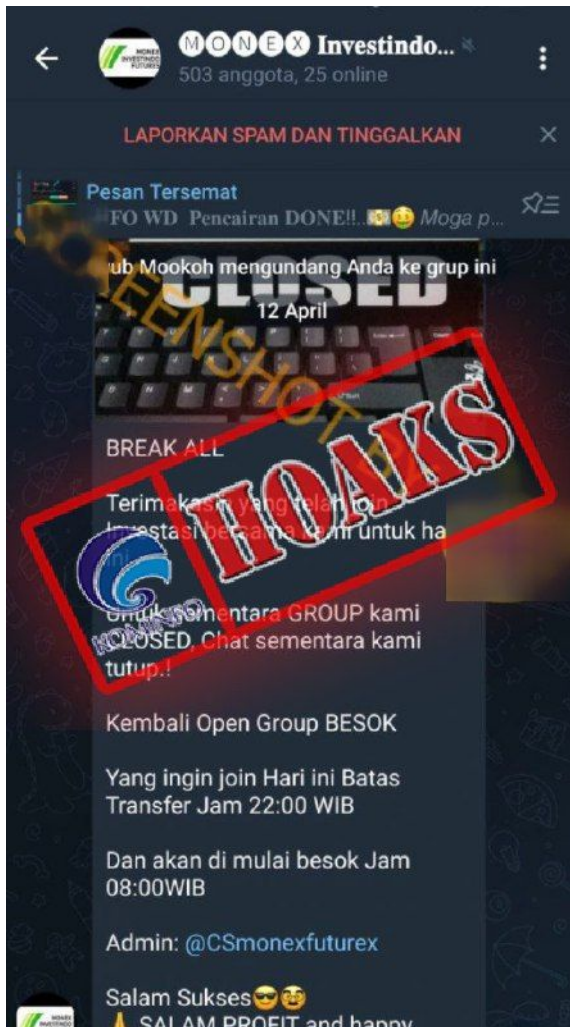 🅜🅞🅝🅔🅧 Investindo...
503 anggota, 25 online
MONEX
INVESTINDO
FUTURES
LAPORKAN SPAM DAN TINGGALKAN
Pesan Tersemat
FO WD Pencairan DONE!!..💵🤑 Moga p...
ub Mookoh mengundang Anda ke grup ini
CLOSED
12 April
SCREENSHOT
HOAKS
KOMINFO
BREAK ALL
Terimakasih yang telah join
Investasi bersama kami untuk ha
ini
Untuk sementara GROUP kami
CLOSED, Chat sementara kami
tutup.!
Kembali Open Group BESOK
Yang ingin join Hari ini Batas
Transfer Jam 22:00 WIB
Dan akan di mulai besok Jam
08:00WIB
Admin: @CSmonexfuturex
Salam Sukses😎🥸
🙏 SALAM PROFIT and happy
MONEX
INVESTINDO